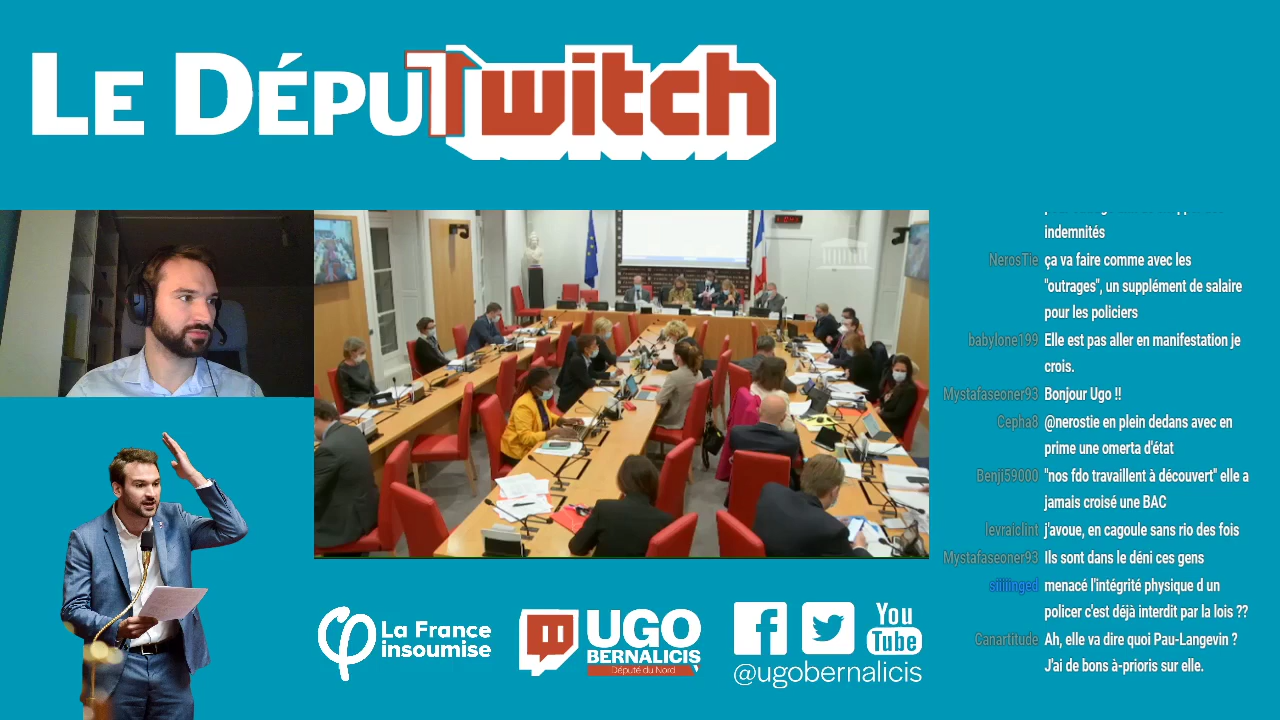 LE DÉPUTwitch
indemnités
NerosTie ça va faire comme avec les
"outrages", un supplément de salaire
pour les policiers
babylone199 Elle est pas aller en manifestation je
crois.
Mystafaseoner93 Bonjour Ugo !!
Cepha8 @nerostie en plein dedans avec en
prime une omerta d'état
Benji59000 "nos fdo travaillent à découvert" elle a
jamais croisé une BAC
levraiclint j'avoue, en cagoule sans rio des fois
Mystafaseoner93 Ils sont dans le déni ces gens
siiiiinged menacé l'intégrité physique d un
policer c'est déjà interdit par la lois ??
Canartitude Ah, elle va dire quoi Pau-Langevin ?
J'ai de bons à-prioris sur elle.
La France
insoumise
UGO
BERNALICIS
Député du Nord
You
Tube
@ugobernalicis